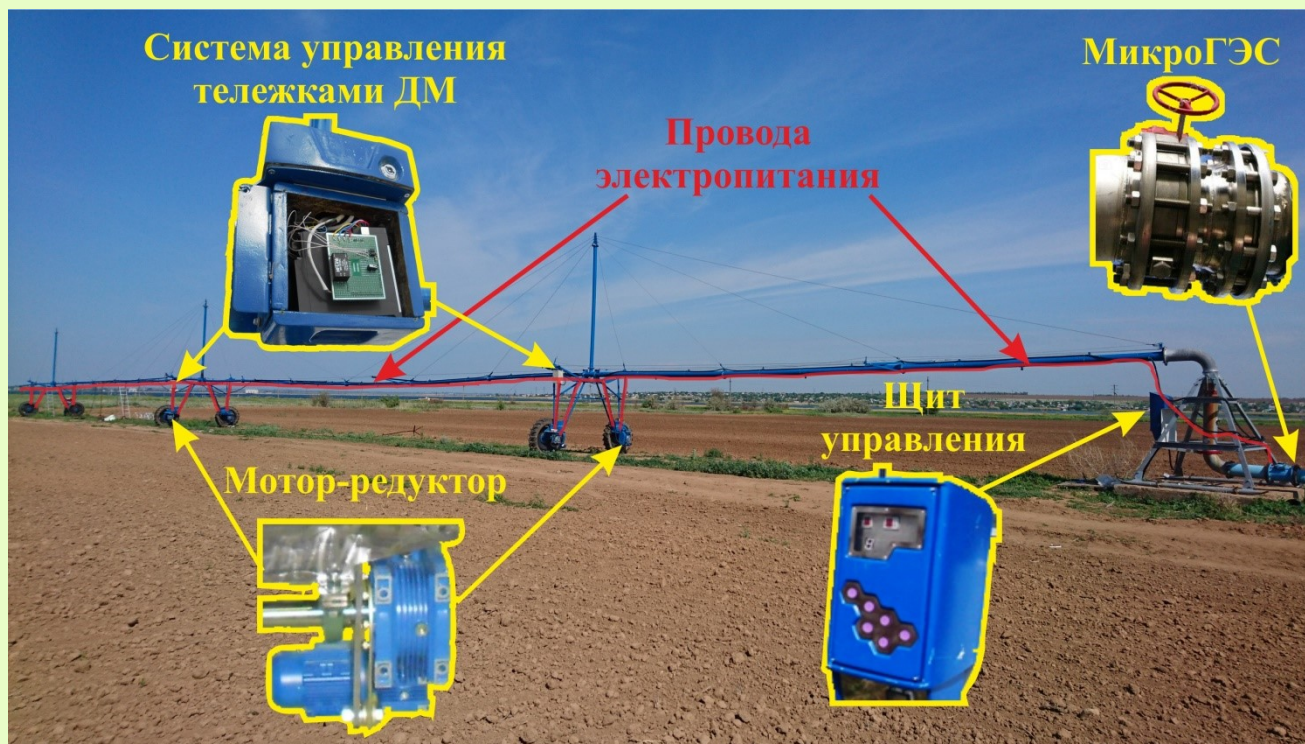 Система управления
тележками ДМ
МикроГЭС
Провода
электропитания
Щит
управления
Мотор-редуктор